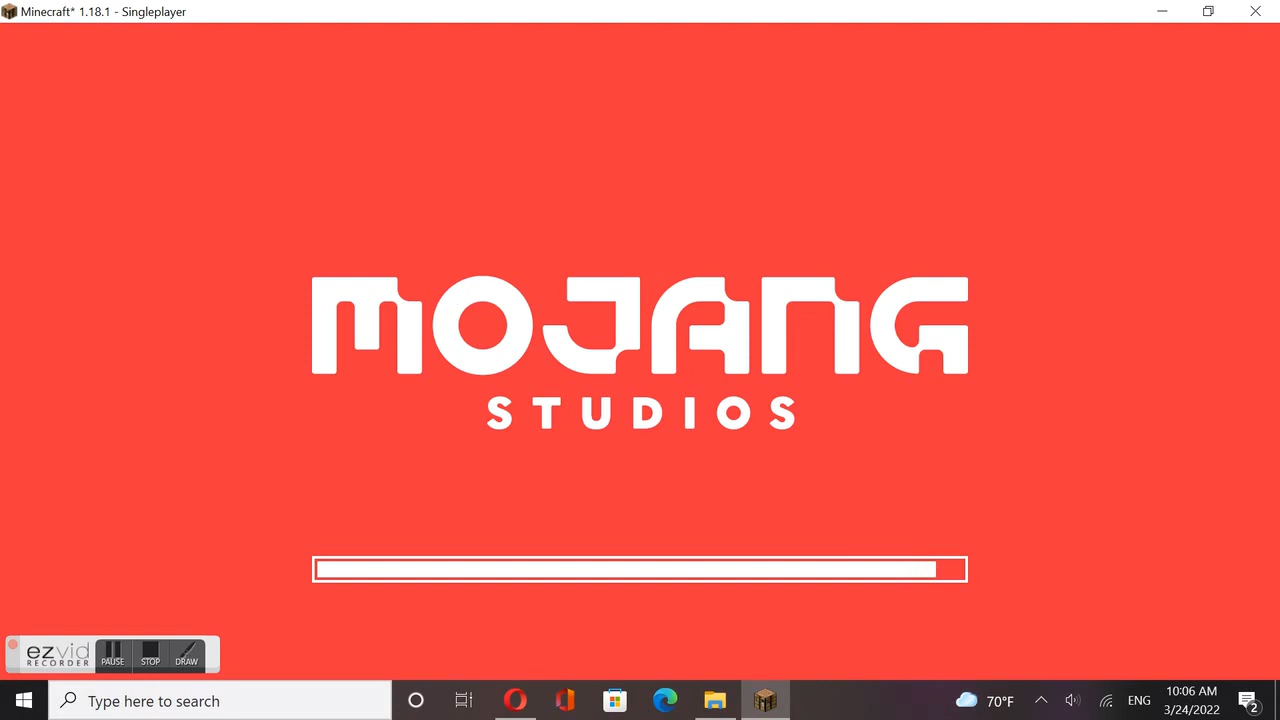 Minecraft* 1.18.1 - Singleplayer
MOJANG
STUDIOS
ezvid
RECORDER
PAUSE
STOP
DRAW
Type here to search
70°F
ENG
10:06 AM
3/24/2022
2